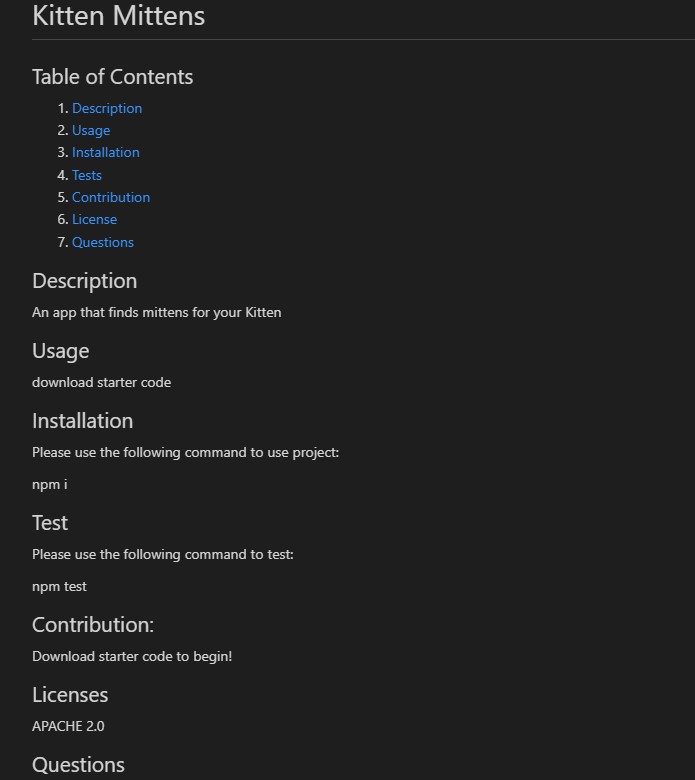 Kitten Mittens
Table of Contents
1. Description
2. Usage
3. Installation
4. Tests
5. Contribution
6. License
7. Questions
Description
An app that finds mittens for your Kitten
Usage
download starter code
Installation
Please use the following command to use project:
npm i
Test
Please use the following command to test:
npm test
Contribution:
Download starter code to begin!
Licenses
APACHE 2.0
Questions